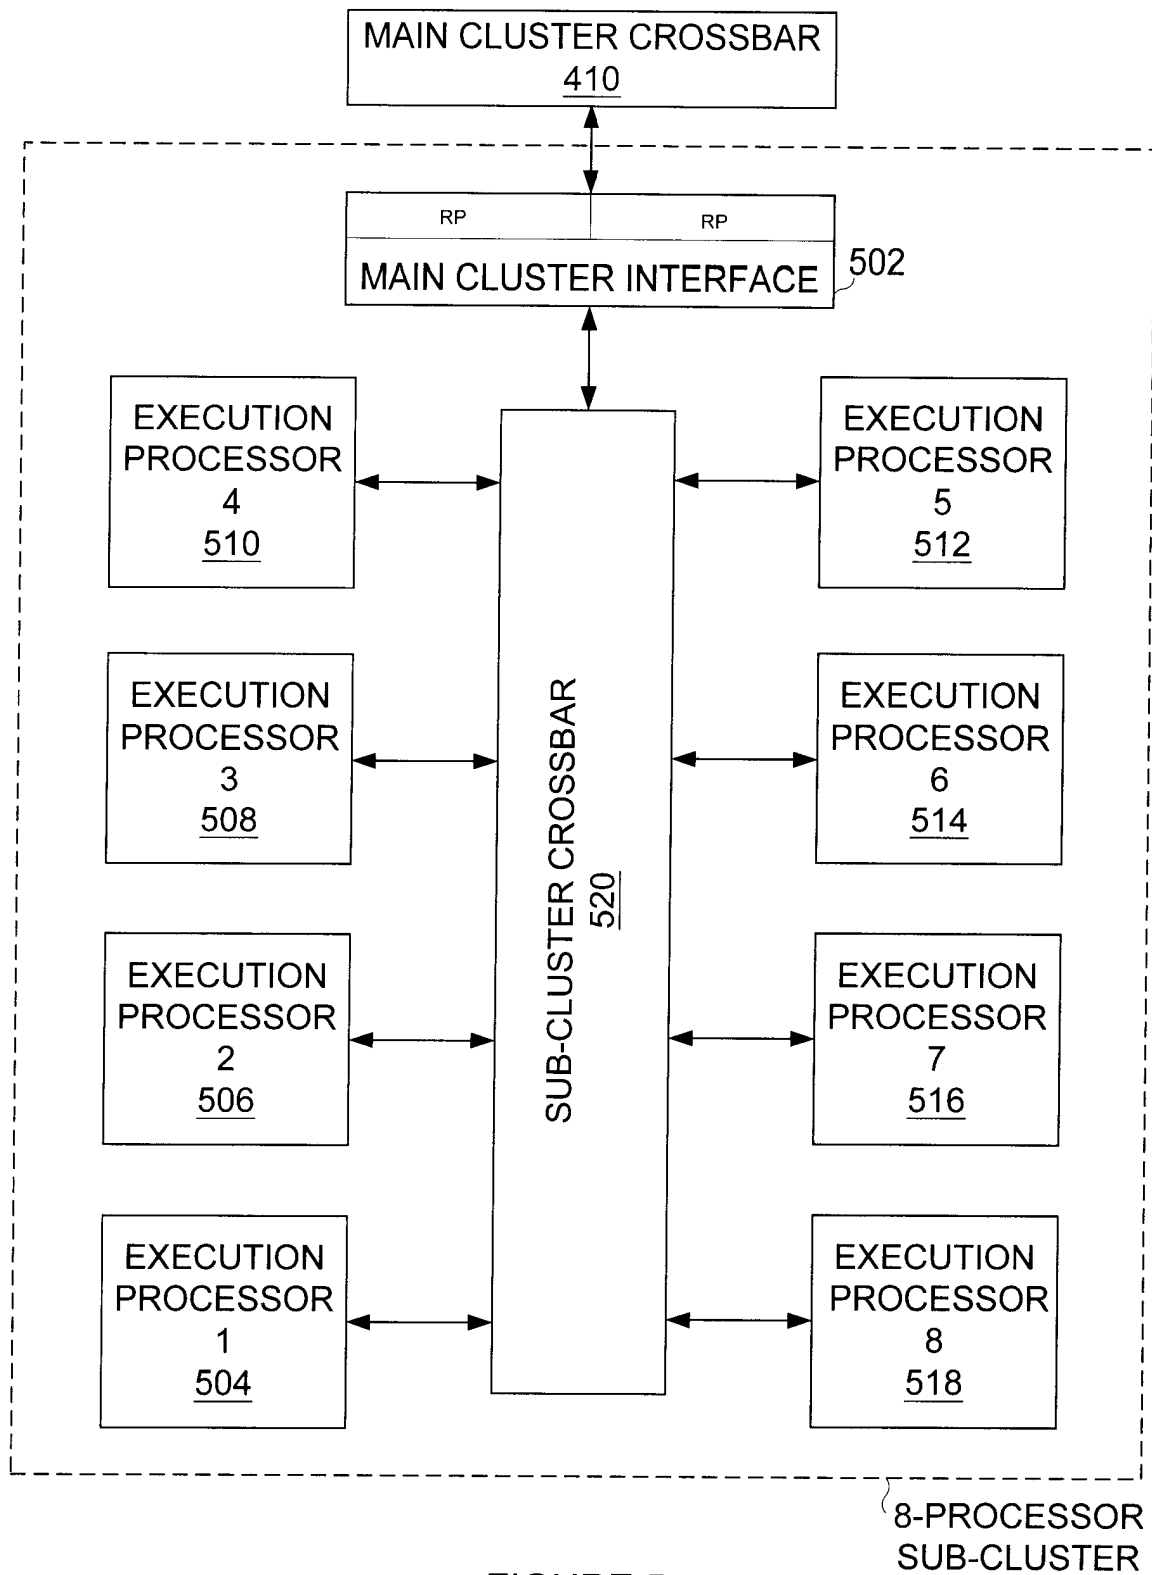 MAIN CLUSTER CROSSBAR
410
RP
RP
MAIN CLUSTER INTERFACE
502
EXECUTION
PROCESSOR
4
510
EXECUTION
PROCESSOR
5
512
EXECUTION
PROCESSOR
3
508
EXECUTION
PROCESSOR
6
514
SUB-CLUSTER CROSSBAR
520
EXECUTION
PROCESSOR
2
506
EXECUTION
PROCESSOR
7
516
EXECUTION
PROCESSOR
1
504
EXECUTION
PROCESSOR
8
518
8-PROCESSOR
SUB-CLUSTER